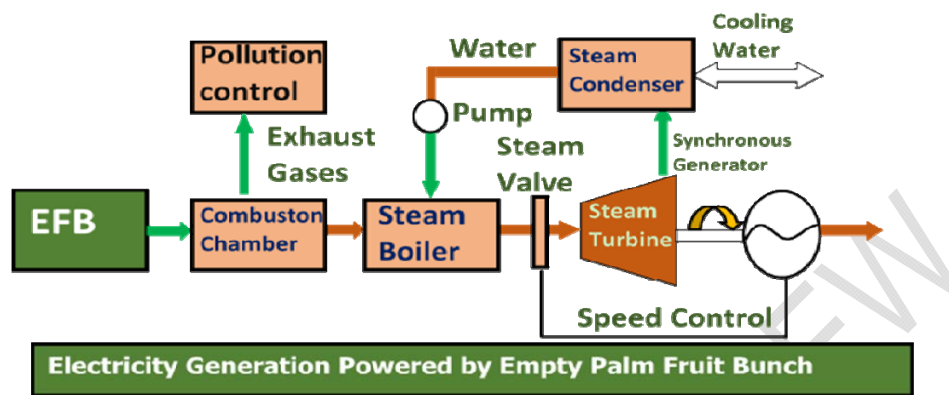 Pollution
control
Exhaust
Gases
EFB
Combuston
Chamber
Water
Pump
Steam
Boiler
Steam
Valve
Steam
Condenser
Cooling
Water
Synchronous
Generator
Steam
Turbine
Speed Control
Electricity Generation Powered by Empty Palm Fruit Bunch